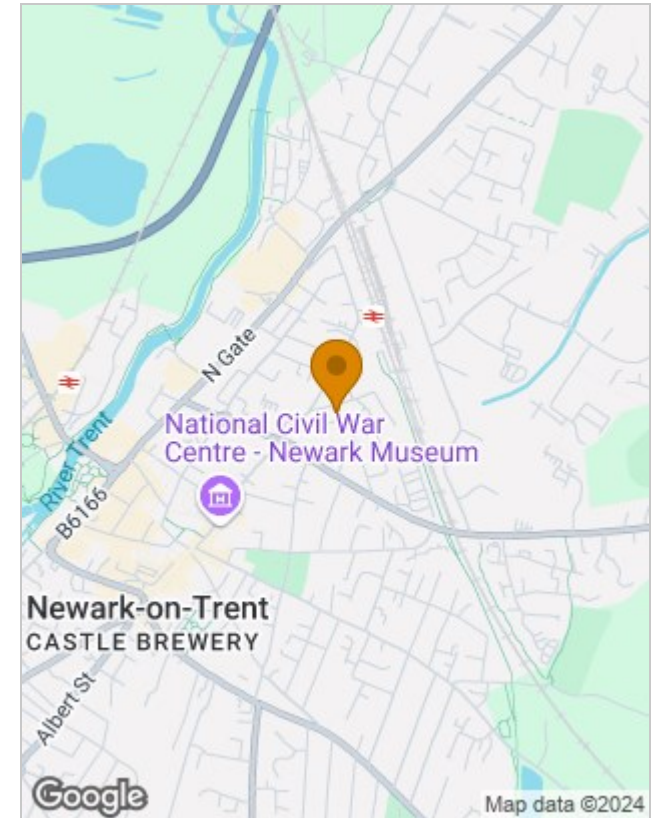 N Gate
National Civil War
Centre - Newark Museum
River Trent
B6166
Newark-on-Trent
CASTLE BREWERY
Albert St
Google
Map data ©2024